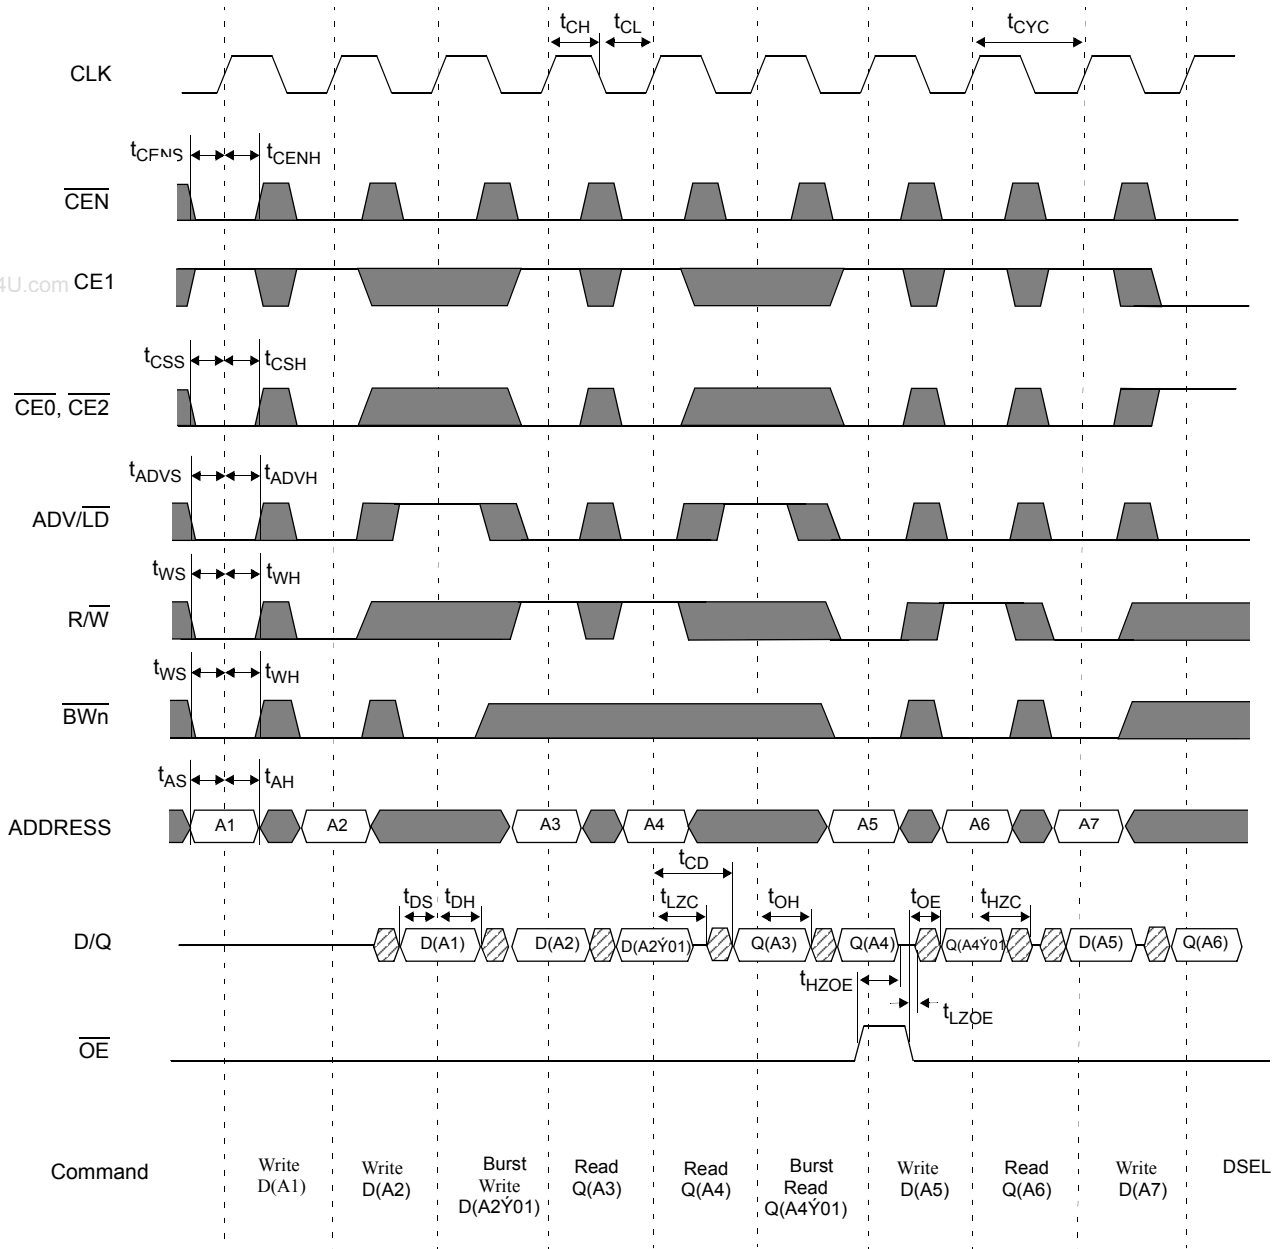 tCH tCL tCYC
CLK
tCENS tCENH
CEN
4U.com CE1
tCSS tCSH
CE0, CE2
tADVS tADVH
ADV/LD
tWS tWH
R/W
tWS tWH
BWn
tAS tAH
ADDRESS A1 A2 A3 A4 A5 A6 A7
tCD
tDS tDH tLZC tOH tOE tHZC
D/Q D(A1) D(A2) D(A2Ý01) Q(A3) Q(A4) Q(A4Ý01 D(A5) Q(A6)
tHZOE
tLZOE
OE
Command
Write
D(A1)
Write
D(A2)
Burst
Write
D(A2Ý01)
Read
Q(A3)
Read
Q(A4)
Burst
Read
Q(A4Ý01)
Write
D(A5)
Read
Q(A6)
Write
D(A7)
DSEL